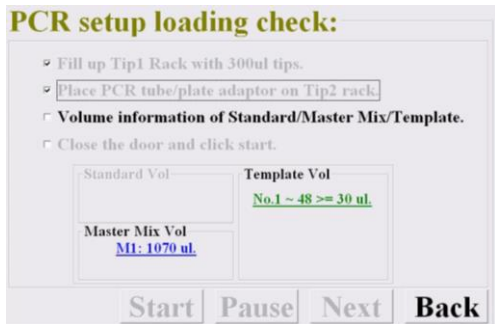 PCR setup loading check:
Fill up Tip1 Rack with 300ul tips.
Place PCR tube/plate adaptor on Tip2 rack.
Volume information of Standard/Master Mix/Template.
Close the door and click start.
Standard Vol
Template Vol
No.1 ~ 48 >= 30 ul.
Master Mix Vol
M1: 1070 ul.
Start Pause Next Back